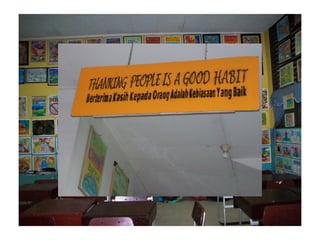 THANKING PEOPLE IS A GOOD HABIT
Berterima Kasih Kepada Orang Adalah Kebiasaan Yang Baik